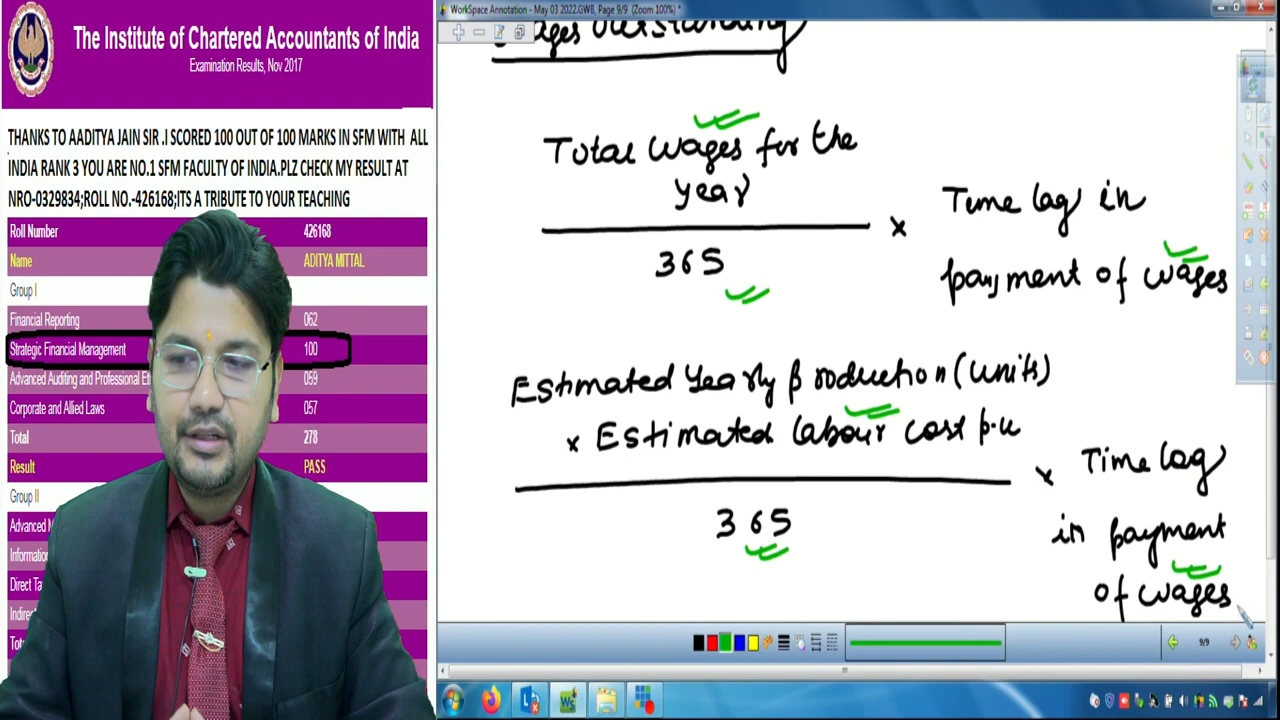 The Institute of Chartered Accountants of India
Examination Results, Nov 2017
THANKS TO AADITYA JAIN SIR .I SCORED 100 OUT OF 100 MARKS IN SFM WITH ALL
INDIA RANK 3 YOU ARE NO.1 SFM FACULTY OF INDIA.PLZ CHECK MY RESULT AT
NRO-0329834;ROLL NO.-426168;ITS A TRIBUTE TO YOUR TEACHING
Roll Number 426168
Name ADITYA MITTAL
Group I
Financial Reporting 062
Strategic Financial Management 100
Advanced Auditing and Professional 059
Corporate and Allied Laws 057
Total 278
Result PASS
Group II
Advanced
Direct
WorkSpace Annotation - May 03 2022.GWB, Page 9/9 (Zoom 100%) *
Wages Outstanding
Total Wages for the
year
365
× Time lag in
payment of wages
Estimated Yearly Production (units)
× Estimated labour cost p.u
365
× Time lag
in payment
of wages
9/9